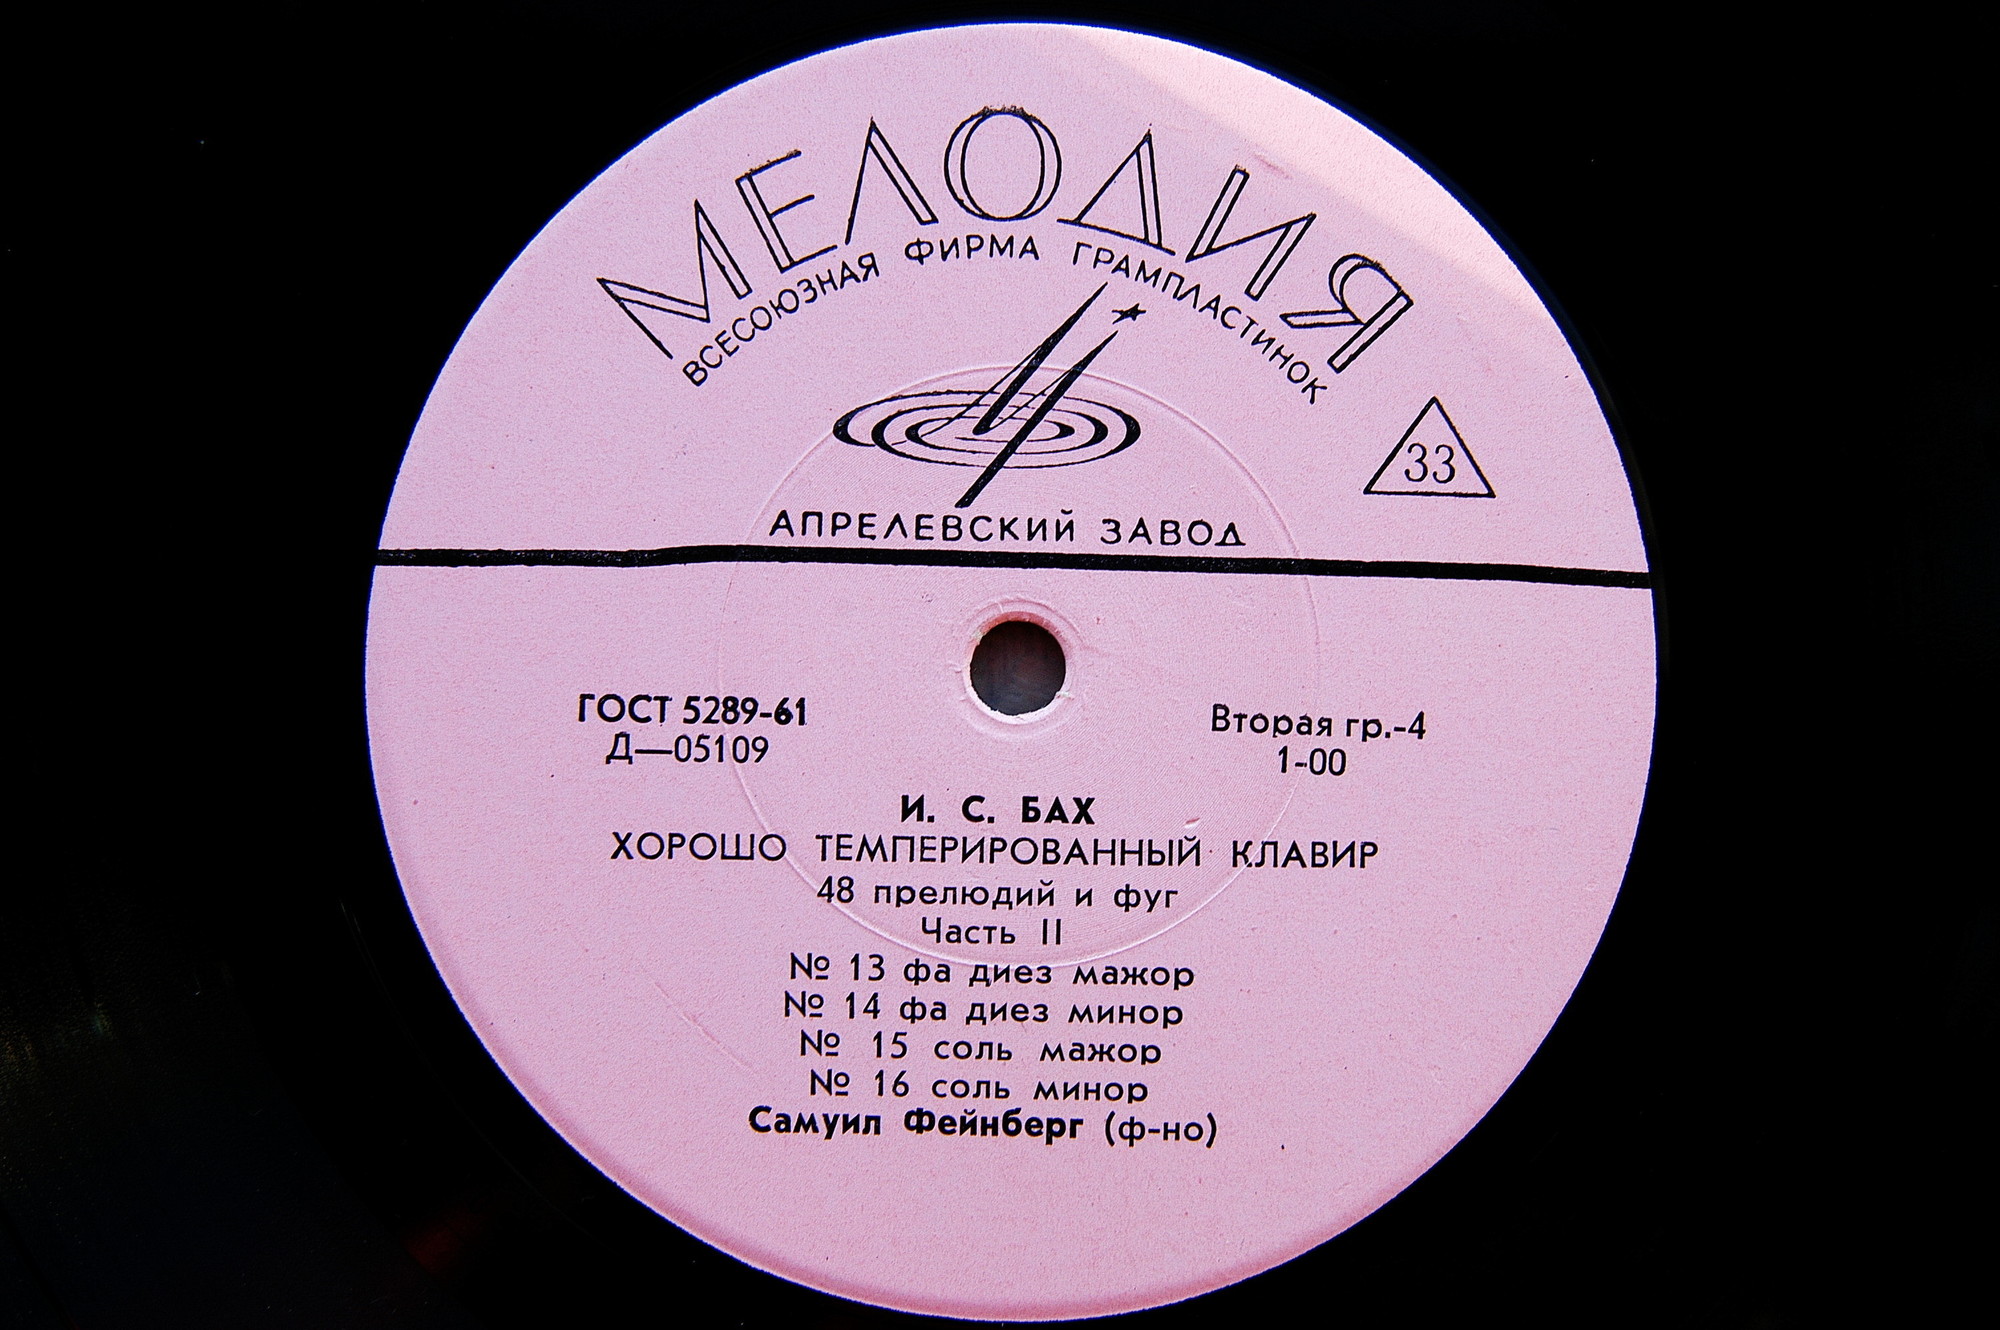 МЕЛОДИЯ
ВСЕСОЮЗНАЯ ФИРМА ГРАМПЛАСТИНОК
33
АПРЕЛЕВСКИЙ ЗАВОД
ГОСТ 5289-61
Д—05109
Вторая гр.-4
1-00
И. С. БАХ
ХОРОШО ТЕМПЕРИРОВАННЫЙ КЛАВИР
48 прелюдий и фуг
Часть II
№ 13 фа диез мажор
№ 14 фа диез минор
№ 15 соль мажор
№ 16 соль минор
Самуил Фейнберг (ф-но)